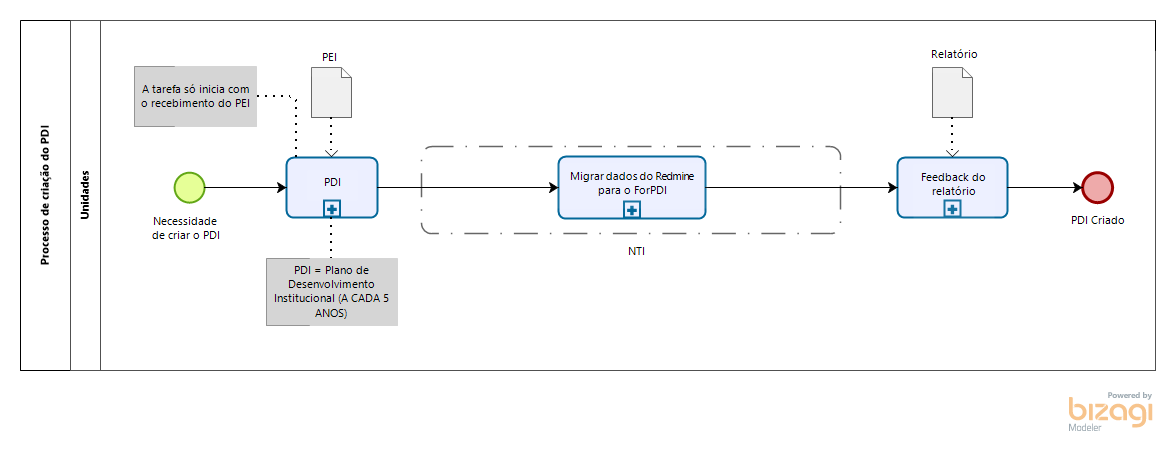 Processo de criação do PDI
Unidades
A tarefa só inicia com
o recebimento do PEI
PEI
Relatório
Necessidade
de criar o PDI
PDI
Migrar dados do Redmine
para o ForPDI
Feedback do
relatório
PDI Criado
NTI
PDI = Plano de
Desenvolvimento
Institucional (A CADA 5
ANOS)
Powered by
bizagi
Modeler